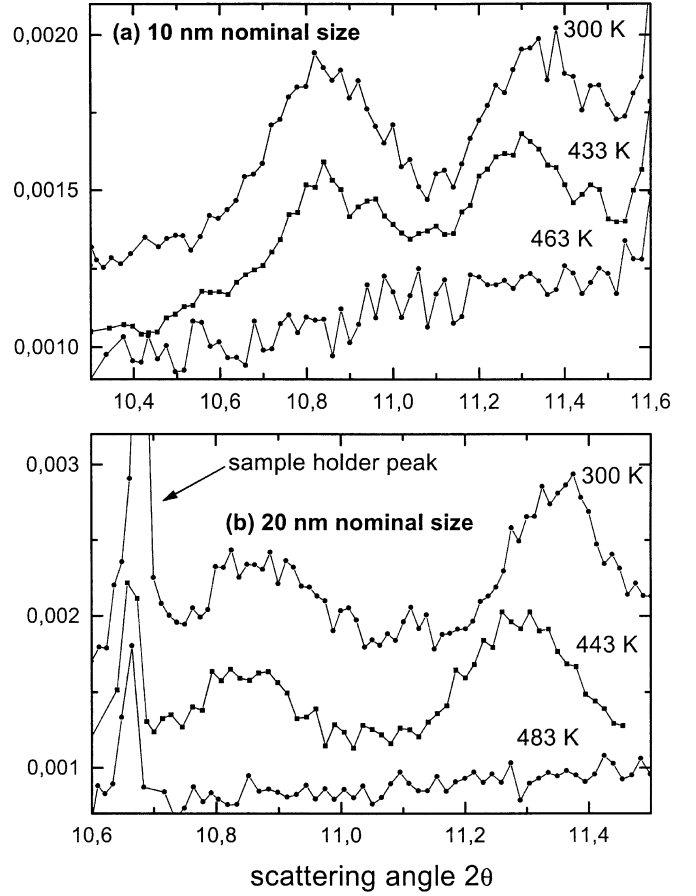 (a) 10 nm nominal size
300 K
433 K
463 K
0,0020
0,0015
0,0010
10,4 10,6 10,8 11,0 11,2 11,4 11,6
sample holder peak
(b) 20 nm nominal size
300 K
443 K
483 K
0,003
0,002
0,001
10,6 10,8 11,0 11,2 11,4
scattering angle 2θ